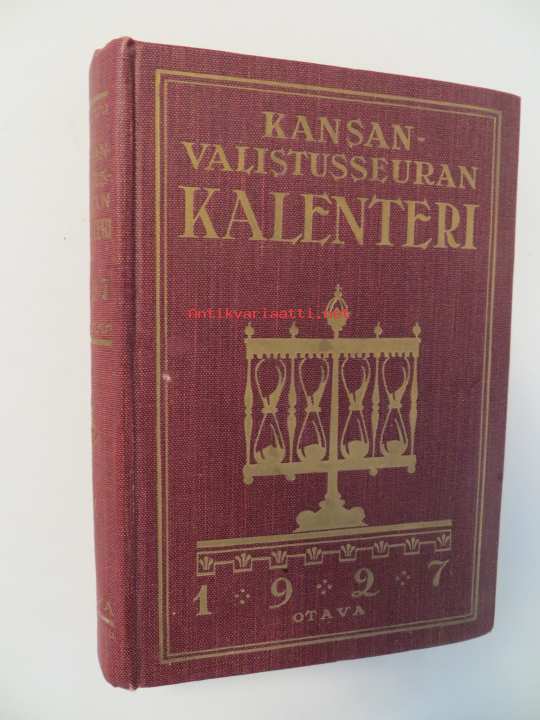 KANSAN-
VALISTUSSEURAN
KALENTERI
Antikvariaatti.net
1 9 2 7
OTAVA